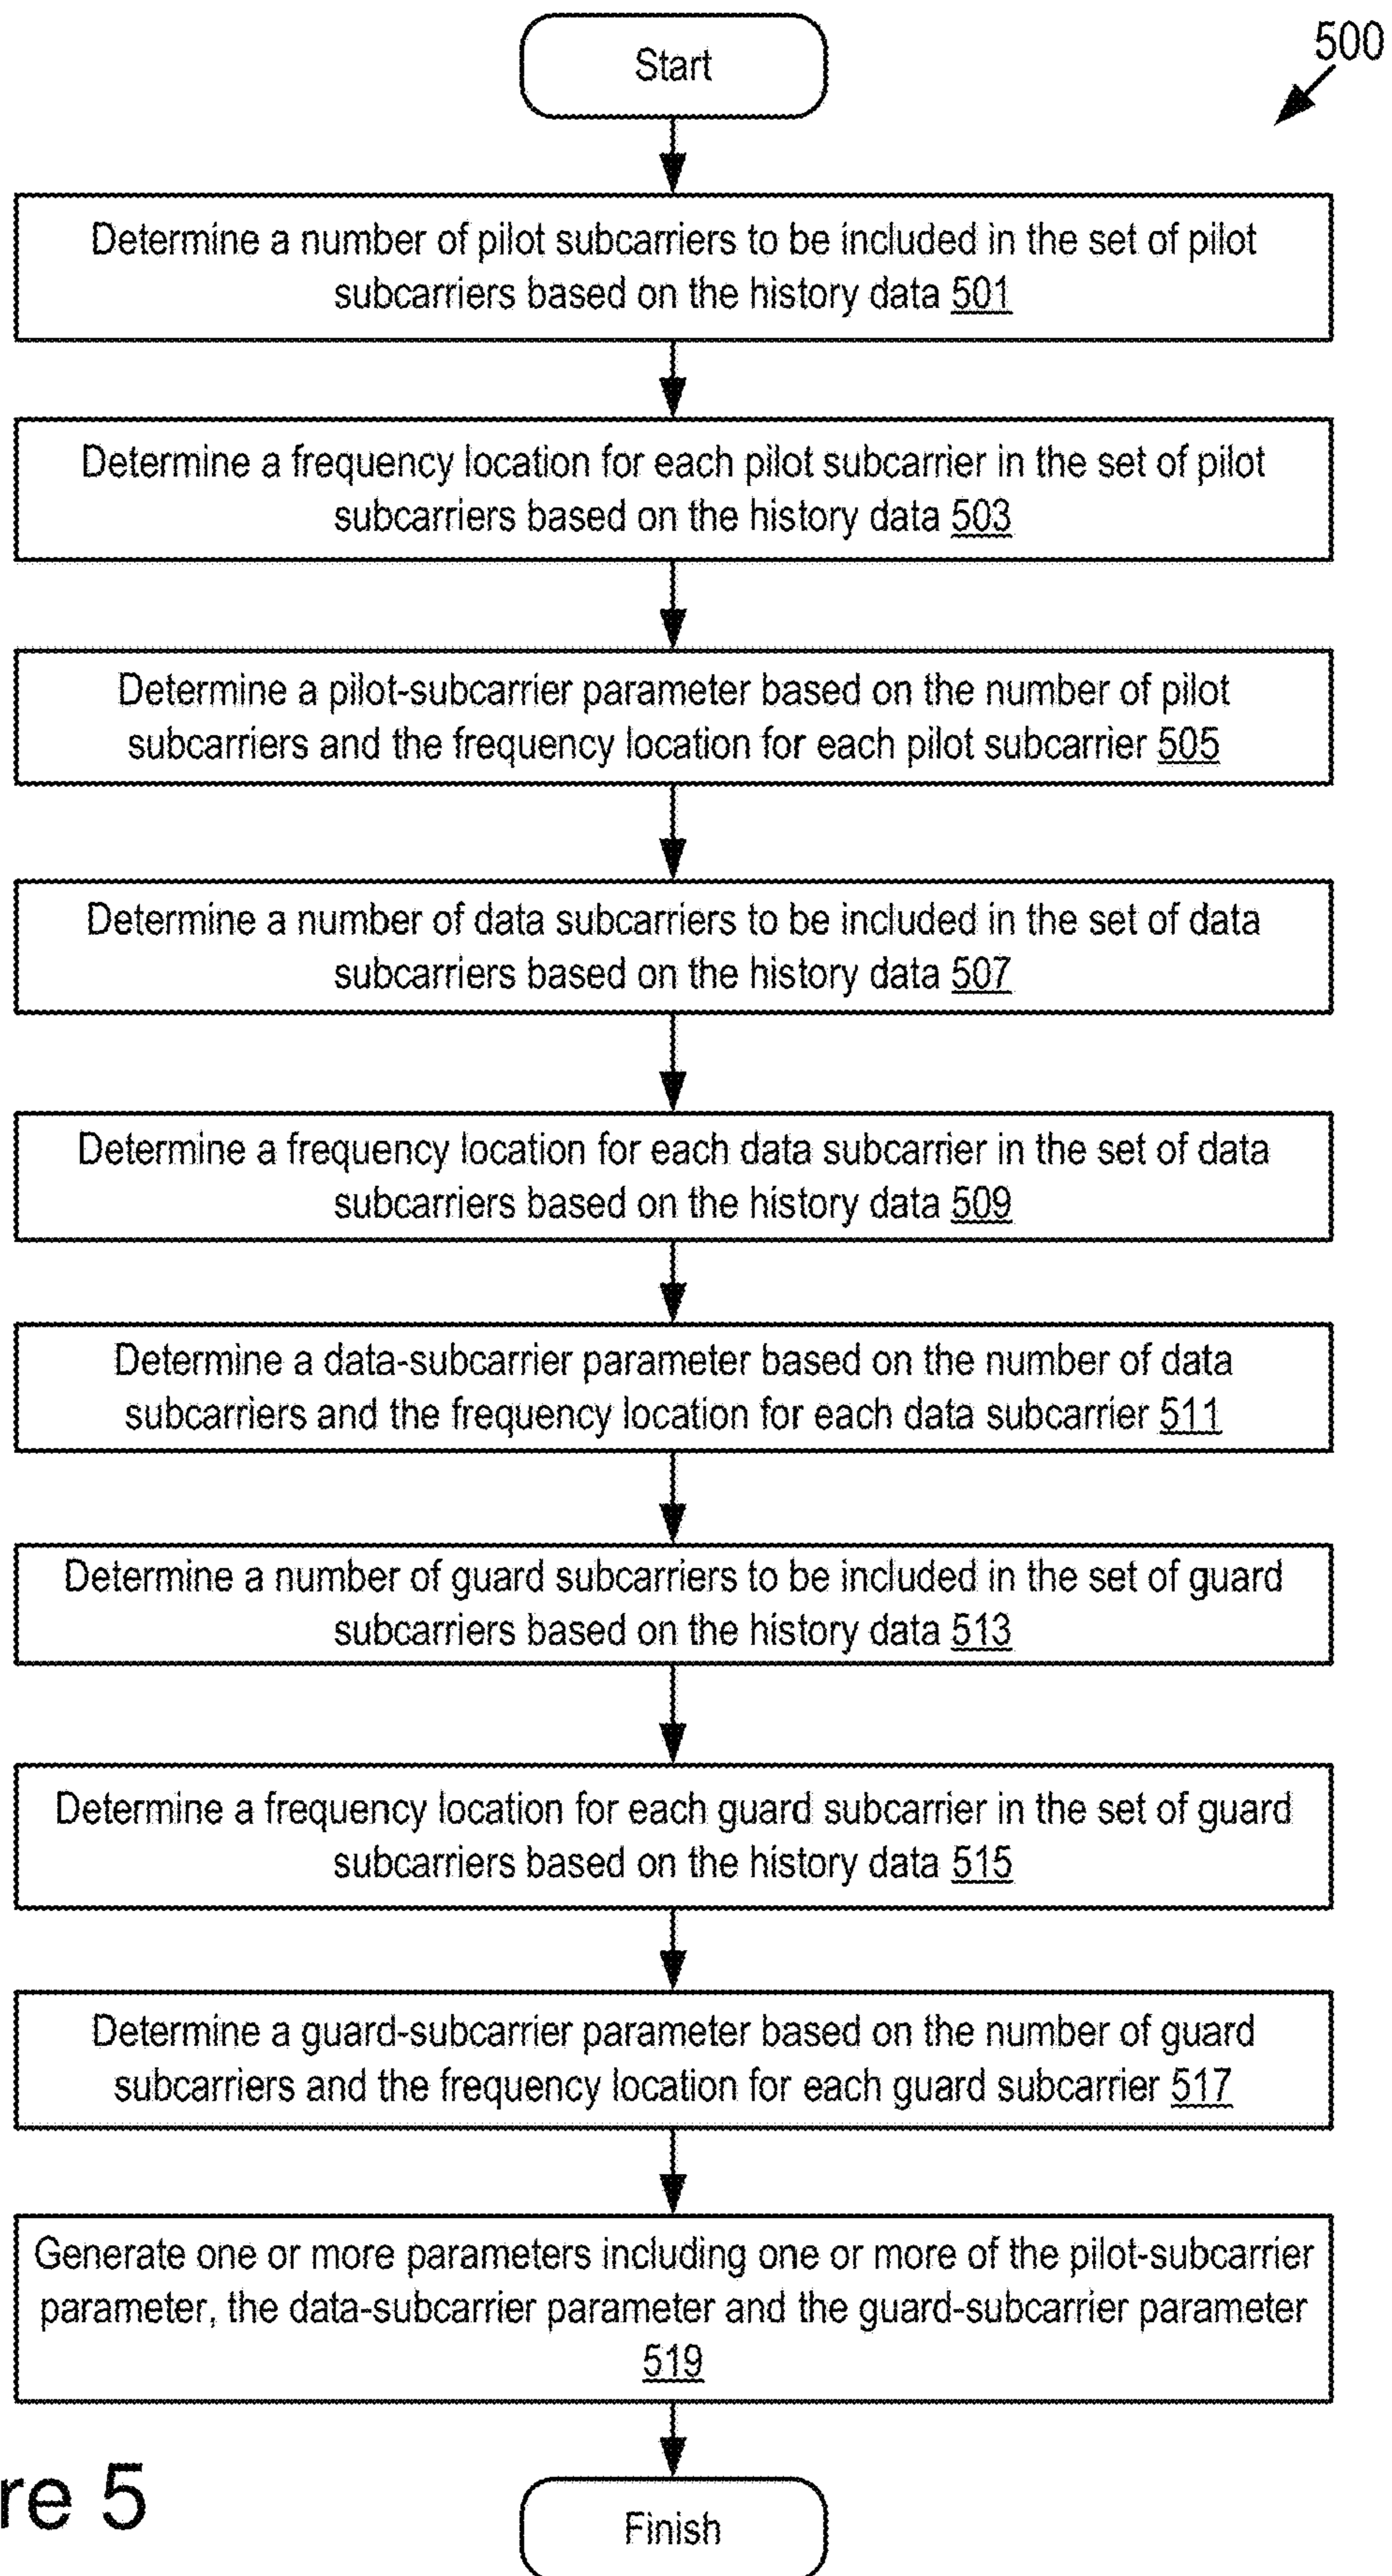 Start
500
Determine a number of pilot subcarriers to be included in the set of pilot
subcarriers based on the history data 501
Determine a frequency location for each pilot subcarrier in the set of pilot
subcarriers based on the history data 503
Determine a pilot-subcarrier parameter based on the number of pilot
subcarriers and the frequency location for each pilot subcarrier 505
Determine a number of data subcarriers to be included in the set of data
subcarriers based on the history data 507
Determine a frequency location for each data subcarrier in the set of data
subcarriers based on the history data 509
Determine a data-subcarrier parameter based on the number of data
subcarriers and the frequency location for each data subcarrier 511
Determine a number of guard subcarriers to be included in the set of guard
subcarriers based on the history data 513
Determine a frequency location for each guard subcarrier in the set of guard
subcarriers based on the history data 515
Determine a guard-subcarrier parameter based on the number of guard
subcarriers and the frequency location for each guard subcarrier 517
Generate one or more parameters including one or more of the pilot-subcarrier
parameter, the data-subcarrier parameter and the guard-subcarrier parameter
519
re 5
Finish